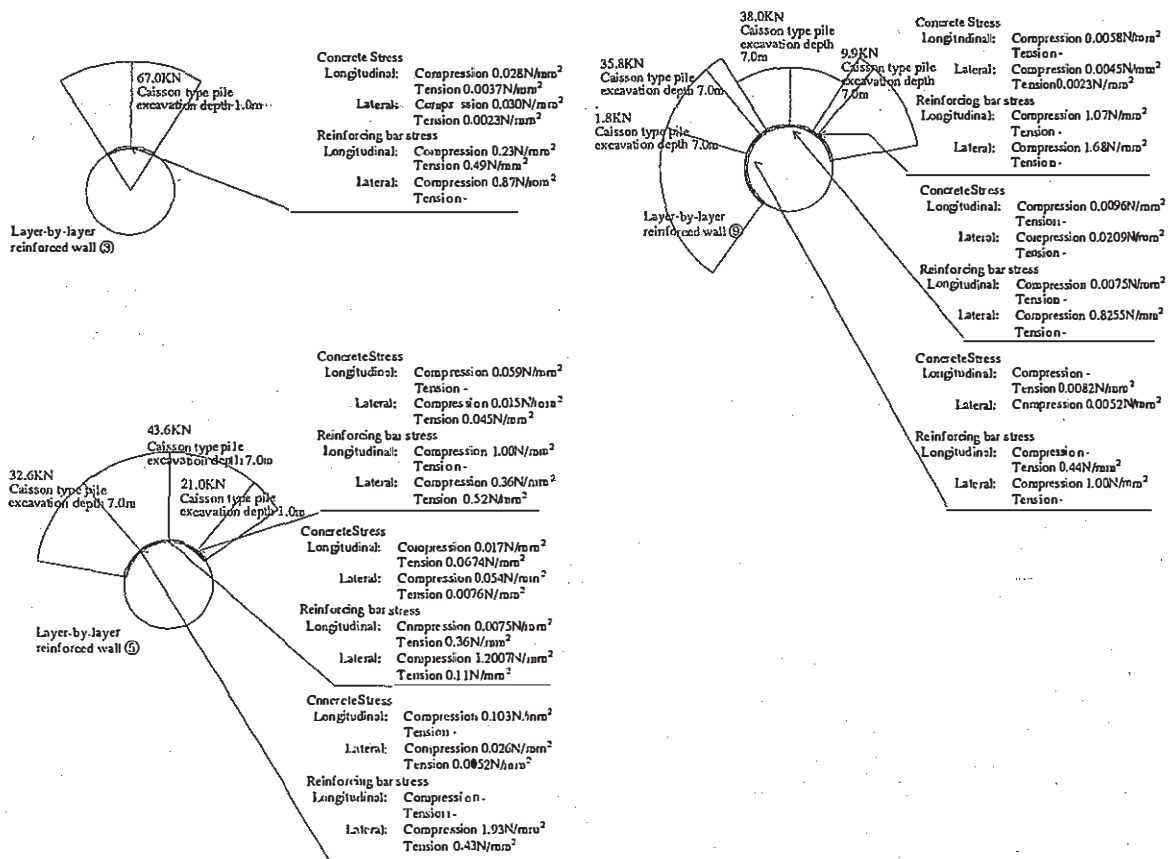 67.0KN
Caisson type pile
excavation depth 1.0m
Layer-by-layer
reinforced wall ③
Concrete Stress
Longitudinal: Compression 0.028N/mm²
Tension 0.0037N/mm²
Lateral: Compression 0.030N/mm²
Tension 0.0023N/mm²
Reinforcing bar stress
Longitudinal: Compression 0.23N/mm²
Tension 0.49N/mm²
Lateral: Compression 0.87N/mm²
Tension-
38.0KN
Caisson type pile
excavation depth
7.0m
35.8KN
Caisson type pile
excavation depth 7.0m
9.9KN
Caisson type pile
excavation depth
7.0m
1.8KN
Caisson type pile
excavation depth 7.0m
Layer-by-layer
reinforced wall ⑨
Concrete Stress
Longitudinal: Compression 0.0058N/mm²
Tension-
Lateral: Compression 0.0045N/mm²
Tension0.0023N/mm²
Reinforcing bar stress
Longitudinal: Compression 1.07N/mm²
Tension-
Lateral: Compression 1.68N/mm²
Tension-
ConcreteStress
Longitudinal: Compression 0.0096N/mm²
Tension-
Lateral: Compression 0.0209N/mm²
Tension-
Reinforcing bar stress
Longitudinal: Compression 0.0075N/mm²
Tension-
Lateral: Compression 0.8255N/mm²
Tension-
ConcreteStress
Longitudinal: Compression-
Tension 0.0082N/mm²
Lateral: Compression 0.0052N/mm²
Reinforcing bar stress
Longitudinal: Compression-
Tension 0.44N/mm²
Lateral: Compression 1.00N/mm²
Tension-
43.6KN
Caisson type pile
excavation depth 7.0m
32.6KN
Caisson type pile
excavation depth 7.0m
21.0KN
Caisson type pile
excavation depth 1.0m
Layer-by-layer
reinforced wall ⑤
ConcreteStress
Longitudinal: Compression 0.059N/mm²
Tension-
Lateral: Compression 0.015N/mm²
Tension 0.045N/mm²
Reinforcing bar stress
Longitudinal: Compression 1.00N/mm²
Tension-
Lateral: Compression 0.36N/mm²
Tension 0.52N/mm²
ConcreteStress
Longitudinal: Compression 0.017N/mm²
Tension 0.0674N/mm²
Lateral: Compression 0.054N/mm²
Tension 0.0076N/mm²
Reinforcing bar stress
Longitudinal: Compression 0.0075N/mm²
Tension 0.36N/mm²
Lateral: Compression 1.2007N/mm²
Tension 0.11N/mm²
ConcreteStress
Longitudinal: Compression 0.103N/mm²
Tension-
Lateral: Compression 0.026N/mm²
Tension 0.0052N/mm²
Reinforcing bar stress
Longitudinal: Compression-
Tension-
Lateral: Compression 1.93N/mm²
Tension 0.43N/mm²